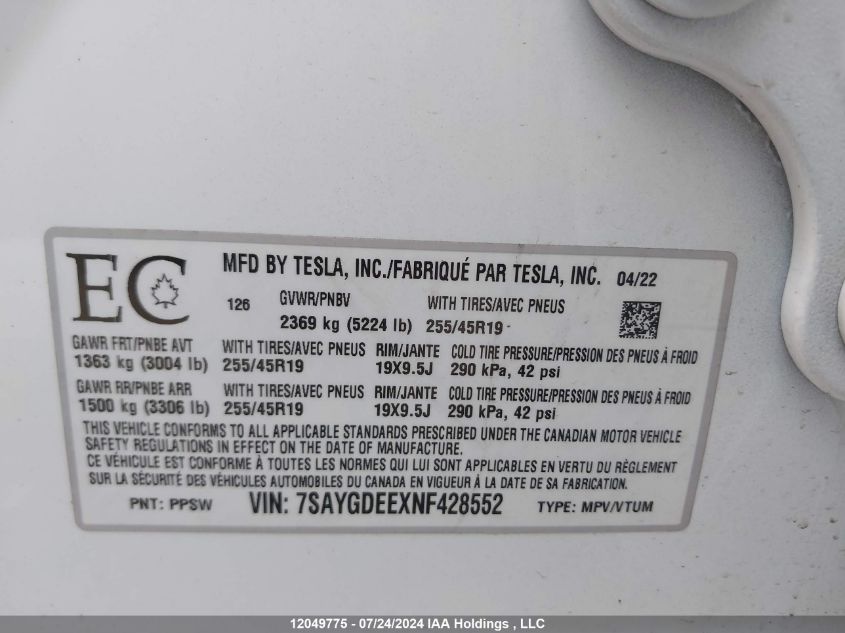 EC
MFD BY TESLA, INC./FABRIQUÉ PAR TESLA, INC. 04/22
126 GVWR/PNBV WITH TIRES/AVEC PNEUS
2369 kg (5224 lb) 255/45R19
GAWR FRT/PNBE AVT WITH TIRES/AVEC PNEUS RIM/JANTE COLD TIRE PRESSURE/PRESSION DES PNEUS À FROID
1363 kg (3004 lb) 255/45R19 19X9.5J 290 kPa, 42 psi
GAWR RR/PNBE ARR WITH TIRES/AVEC PNEUS RIM/JANTE COLD TIRE PRESSURE/PRESSION DES PNEUS À FROID
1500 kg (3306 lb) 255/45R19 19X9.5J 290 kPa, 42 psi
THIS VEHICLE CONFORMS TO ALL APPLICABLE STANDARDS PRESCRIBED UNDER THE CANADIAN MOTOR VEHICLE
SAFETY REGULATIONS IN EFFECT ON THE DATE OF MANUFACTURE.
CE VÉHICULE EST CONFORME À TOUTES LES NORMES QUI LUI SONT APPLICABLES EN VERTU DU RÈGLEMENT
SUR LA SÉCURITÉ DES VÉHICULES AUTOMOBILES DU CANADA EN VIGUEUR À LA DATE DE SA FABRICATION.
PNT: PPSW VIN: 7SAYGDEEXNF428552 TYPE: MPV/VTUM
12049775 - 07/24/2024 IAA Holdings , LLC